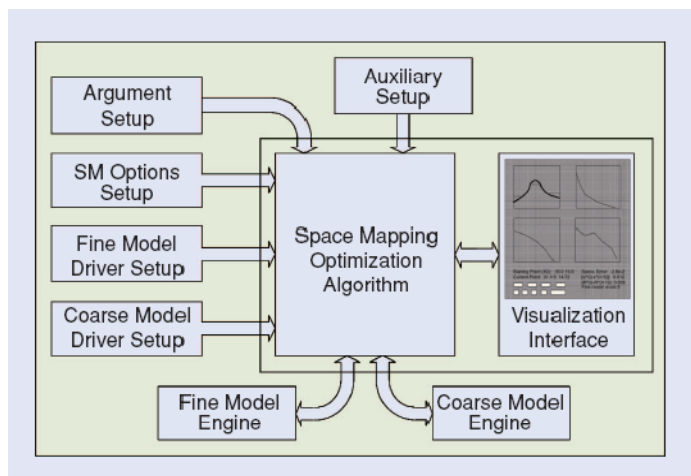 Argument
Setup
Auxiliary
Setup
SM Options
Setup
Fine Model
Driver Setup
Coarse Model
Driver Setup
Space Mapping
Optimization
Algorithm
Visualization
Interface
Fine Model
Engine
Coarse Model
Engine